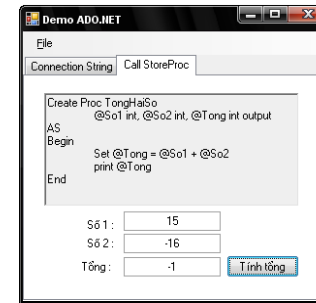 Demo ADO.NET
File
Connection String Call StoreProc
Create Proc TongHaiSo
@So1 int, @So2 int, @Tong int output
AS
Begin
Set @Tong = @So1 + @So2
print @Tong
End
Số 1 : 15
Số 2 : -16
Tổng : -1 Tính tổng